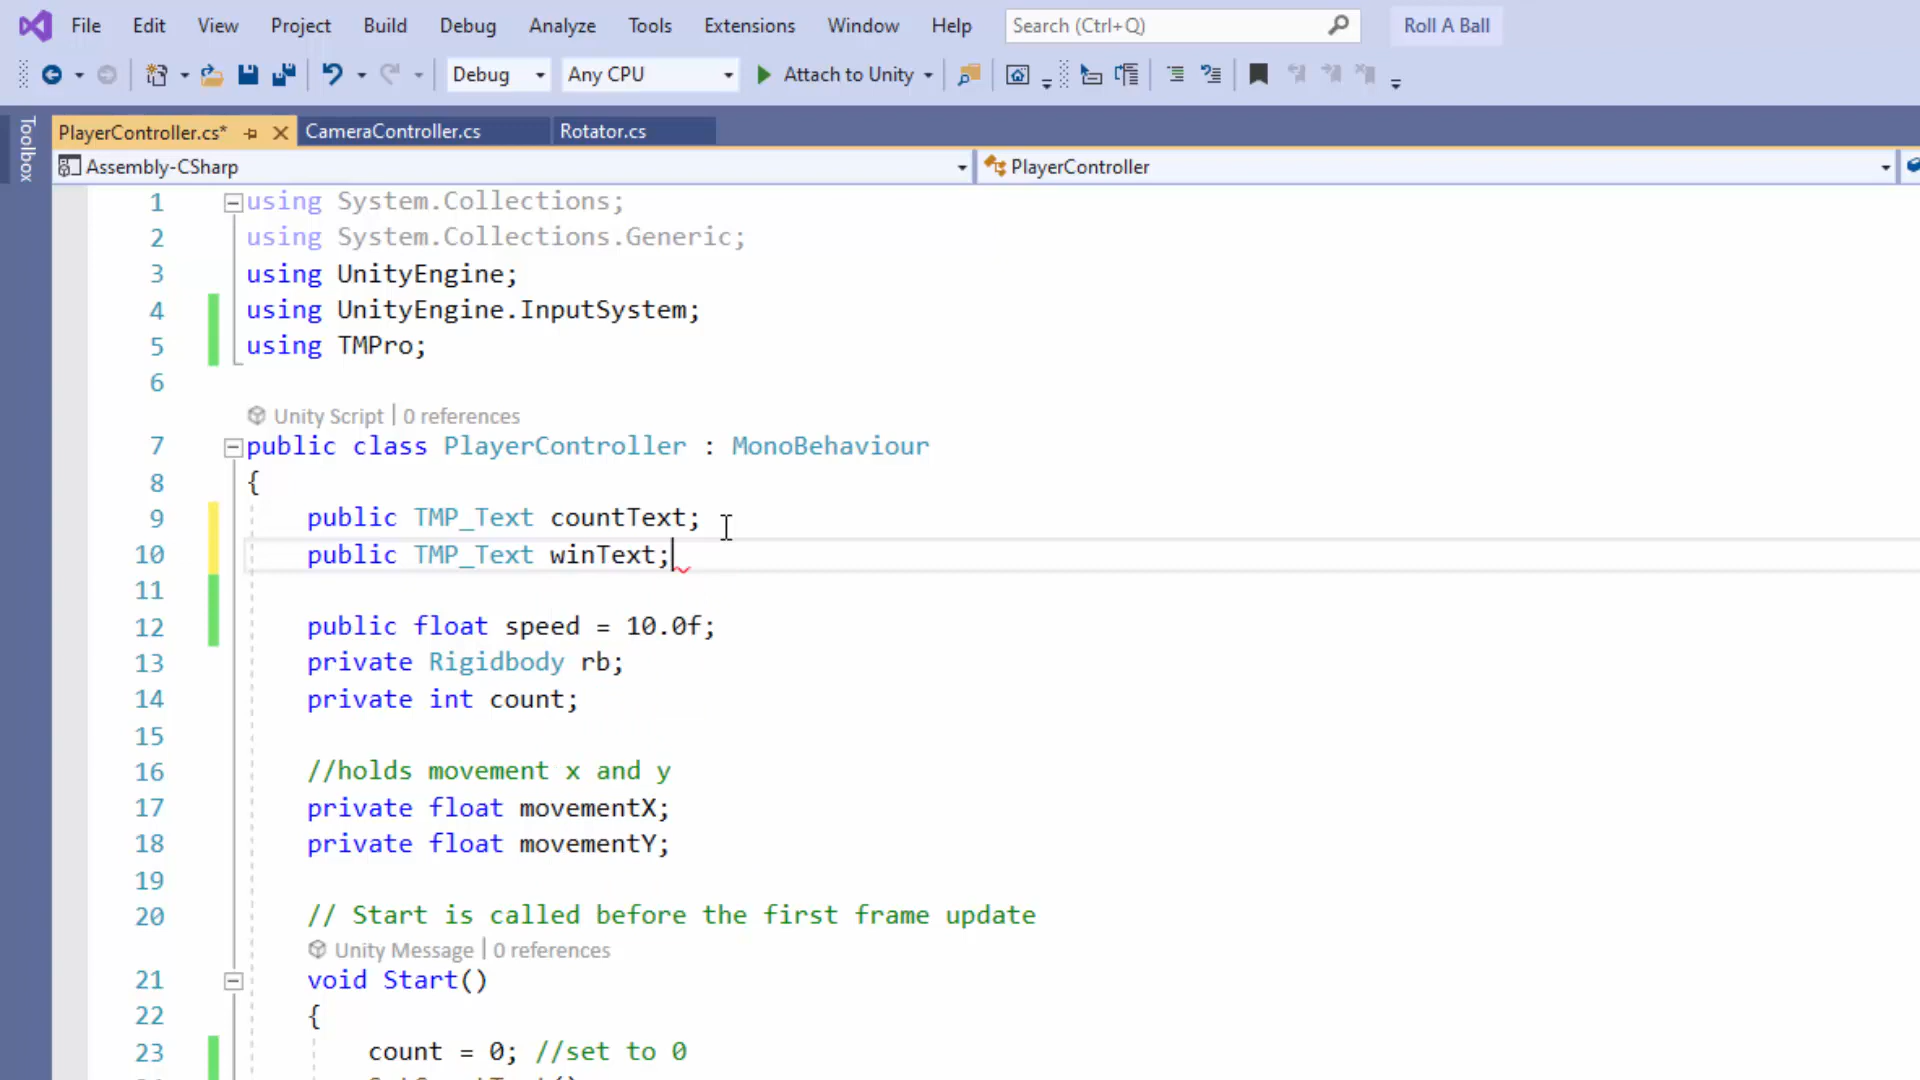 File Edit View Project Build Debug Analyze Tools Extensions Window Help Search (Ctrl+Q) Roll A Ball
Debug Any CPU Attach to Unity
Toolbox
PlayerController.cs* CameraController.cs Rotator.cs
Assembly-CSharp PlayerController
1 using System.Collections;
2 using System.Collections.Generic;
3 using UnityEngine;
4 using UnityEngine.InputSystem;
5 using TMPro;
6
Unity Script | 0 references
7 public class PlayerController : MonoBehaviour
8 {
9 public TMP_Text countText;
10 public TMP_Text winText;
11
12 public float speed = 10.0f;
13 private Rigidbody rb;
14 private int count;
15
16 //holds movement x and y
17 private float movementX;
18 private float movementY;
19
20 // Start is called before the first frame update
Unity Message | 0 references
21 void Start()
22 {
23 count = 0; //set to 0